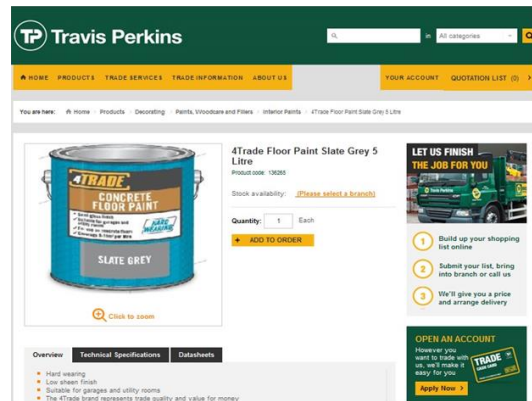 TP Travis Perkins
in All categories
HOME PRODUCTS TRADE SERVICES TRADE INFORMATION ABOUT US YOUR ACCOUNT QUOTATION LIST (0)
You are here: Home Products Decorating Paints, Woodcare and Fillers Interior Paints 4Trade Floor Paint Slate Grey 5 Litre
4TRADE
CONCRETE
FLOOR PAINT
HARD
WEARING
SLATE GREY
Click to zoom
4Trade Floor Paint Slate Grey 5
Litre
Product code: 136265
Stock availability: (Please select a branch)
Quantity: 1 Each
+ ADD TO ORDER
LET US FINISH
THE JOB FOR YOU
Travis Perkins
1 Build up your shopping
list online
2 Submit your list, bring
into branch or call us
3 We'll give you a price
and arrange delivery
OPEN AN ACCOUNT
However you
want to trade with
us, we'll make it
easy for you
TRADE
Apply Now >
Overview Technical Specifications Datasheets
Hard wearing
Low sheen finish
Suitable for garages and utility rooms
The 4Trade brand represents trade quality and value for money